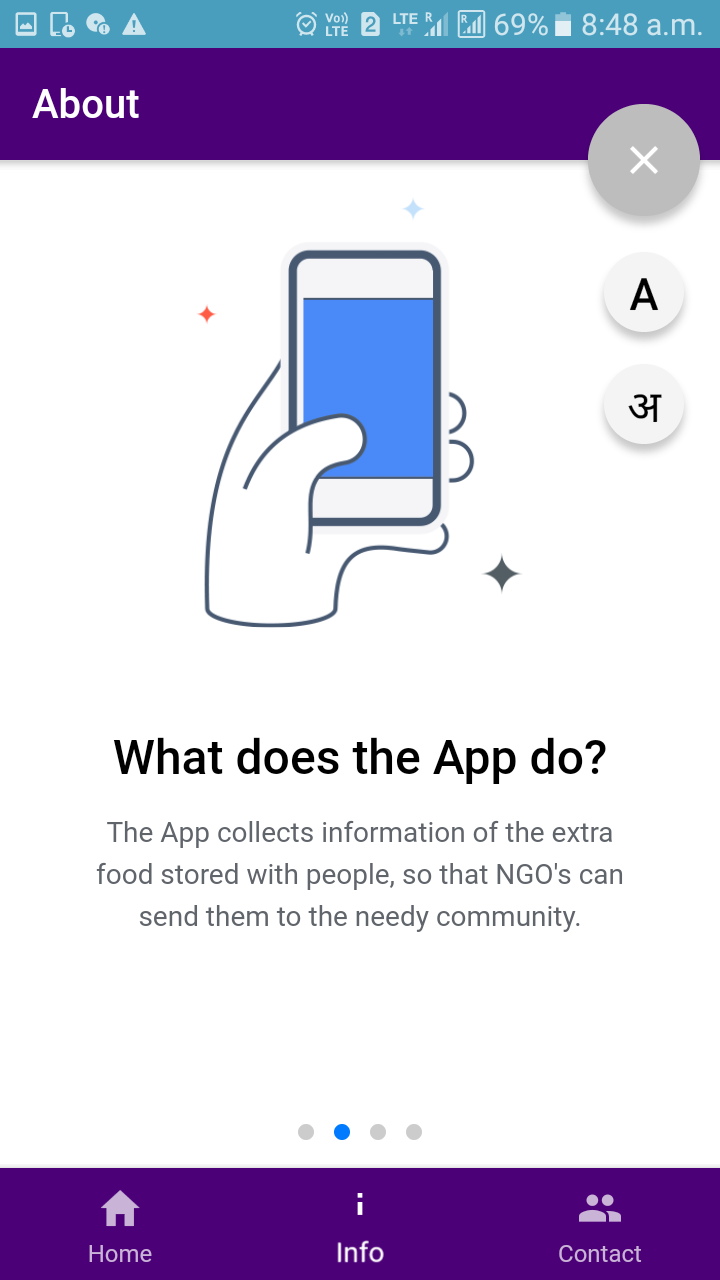 Vo)) LTE 2 LTE R R 69% 8:48 a.m.
About
A
अ
What does the App do?
The App collects information of the extra
food stored with people, so that NGO's can
send them to the needy community.
Home Info Contact